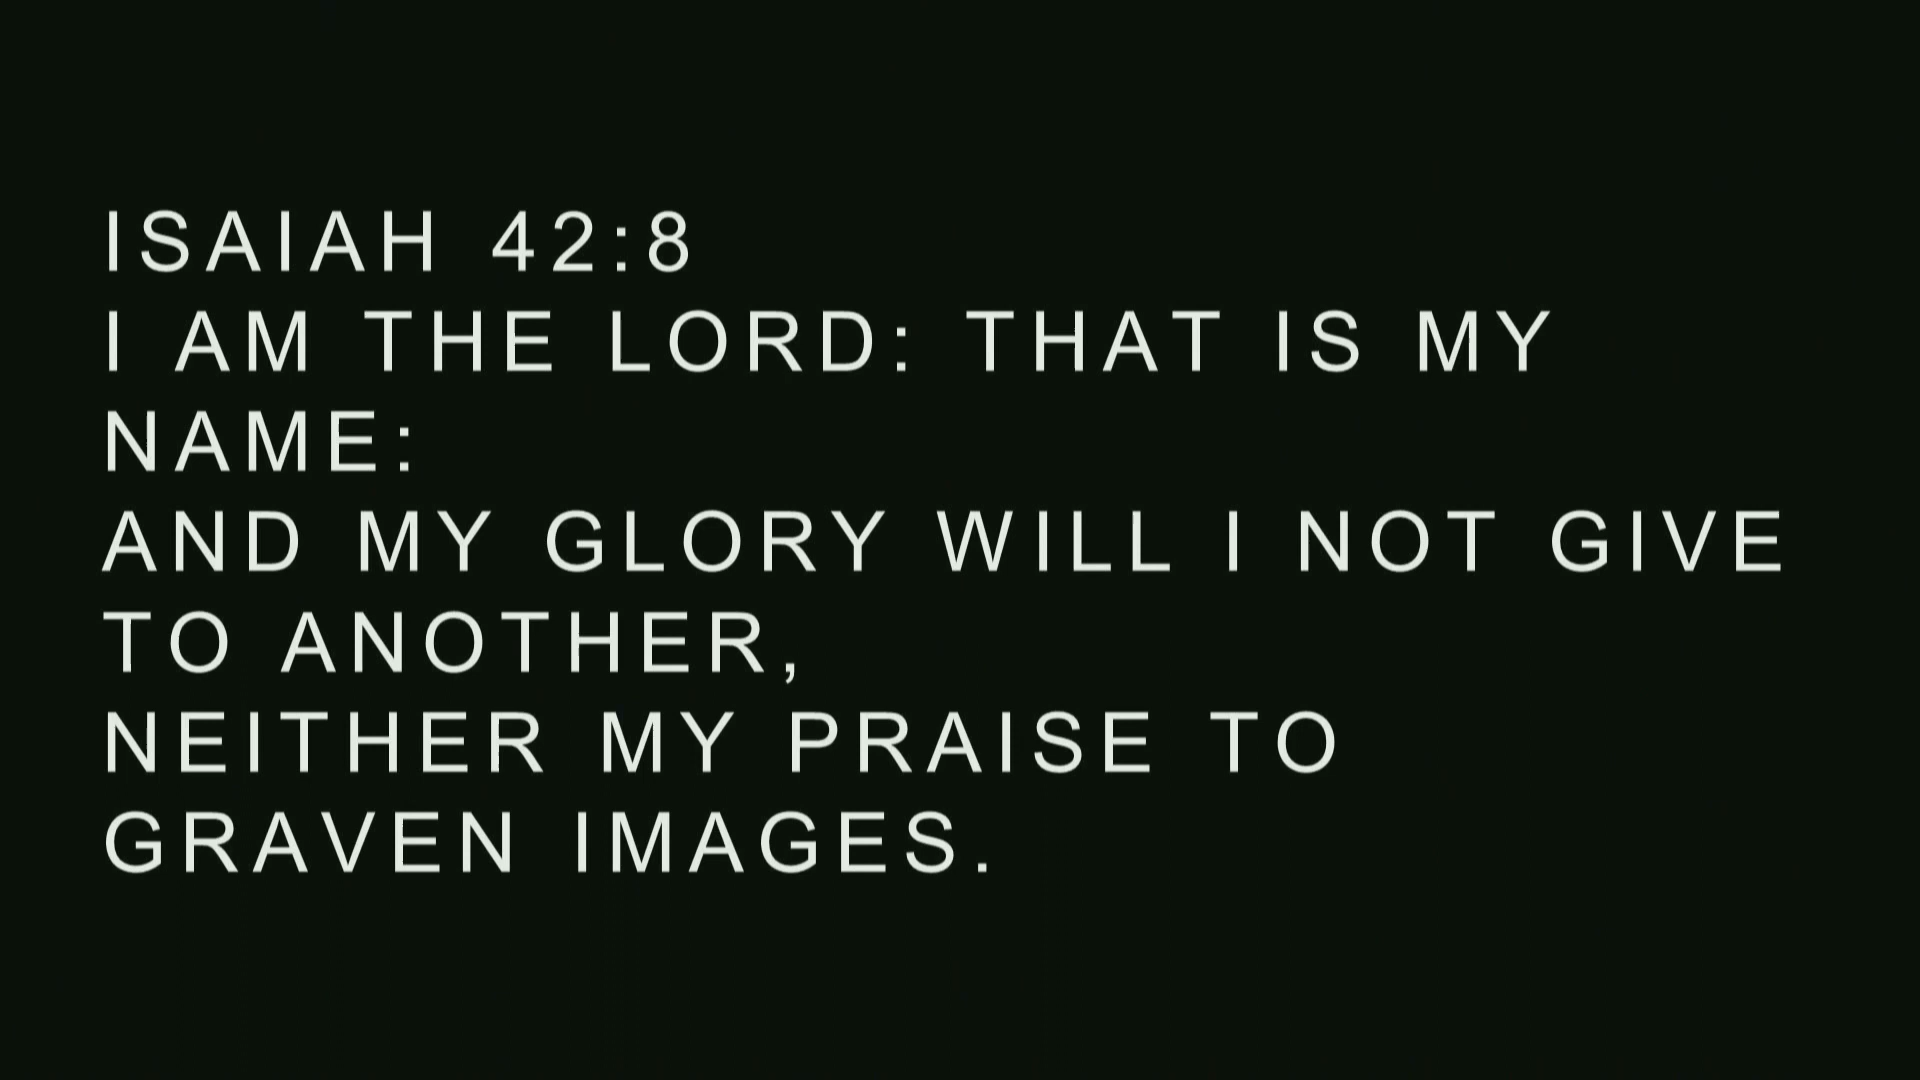 ISAIAH 42:8
I AM THE LORD: THAT IS MY
NAME:
AND MY GLORY WILL I NOT GIVE
TO ANOTHER,
NEITHER MY PRAISE TO
GRAVEN IMAGES.